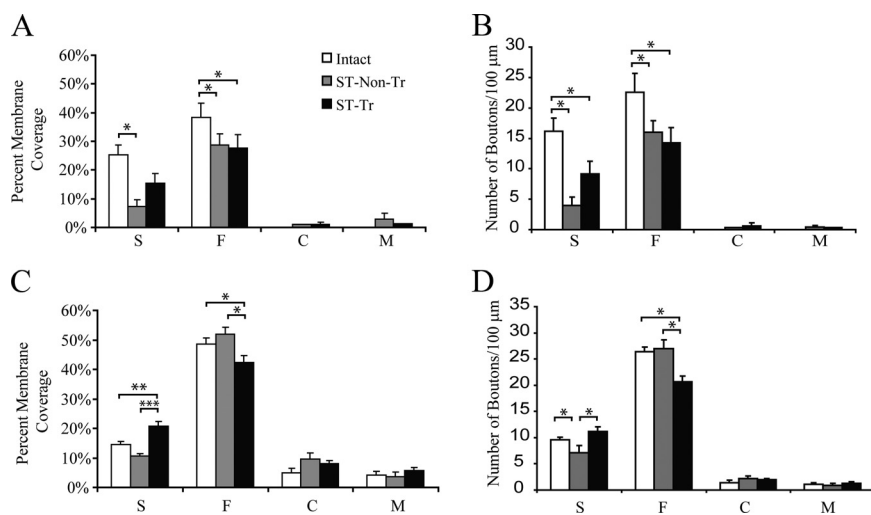 A
60%
50%
40%
30%
20%
10%
0%
Percent Membrane
Coverage
Intact
ST-Non-Tr
ST-Tr
*
*
*
S
F
C
M
B
30
25
20
15
10
5
0
Number of Boutons/100 µm
*
*
*
*
S
F
C
M
C
60%
50%
40%
30%
20%
10%
0%
Percent Membrane
Coverage
**
***
*
*
S
F
C
M
D
35
30
25
20
15
10
5
0
Number of Boutons/100 µm
*
*
*
*
S
F
C
M